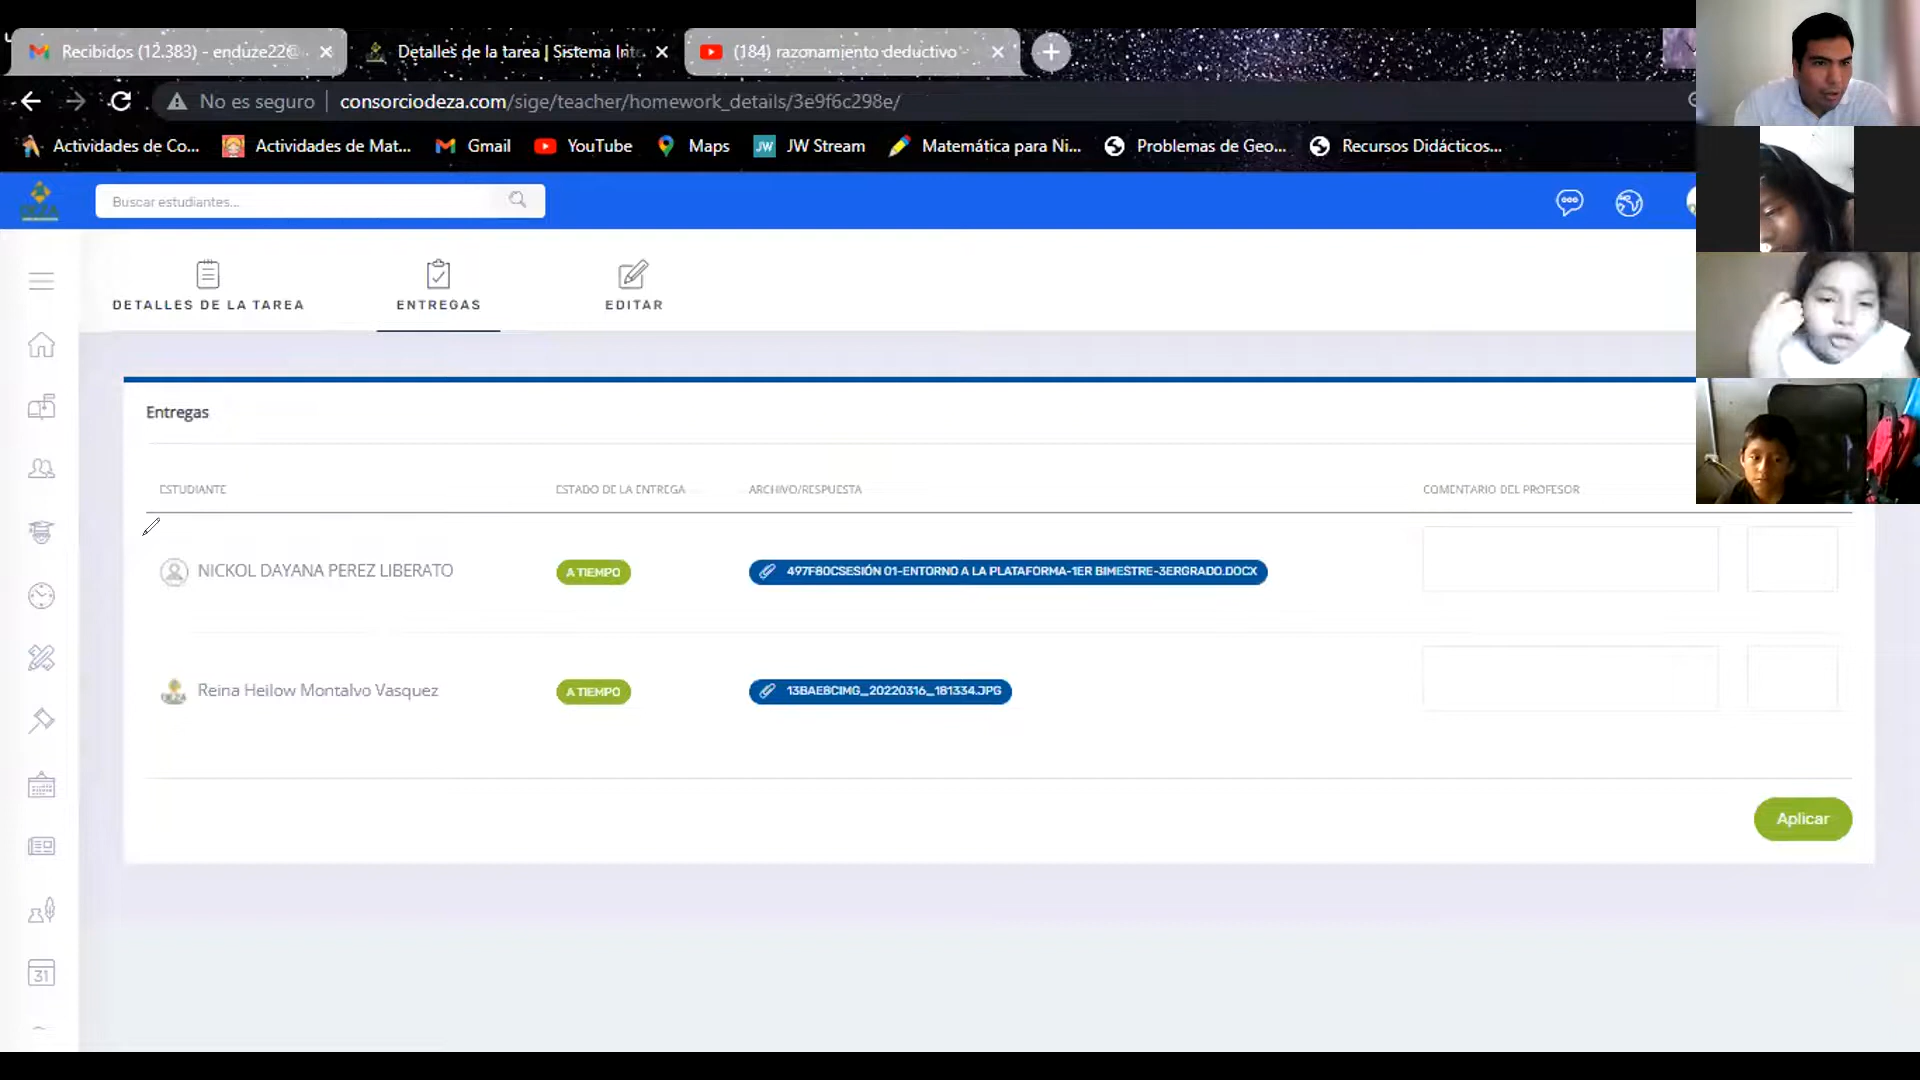 Recibidos (12.383) - enduze22@
Detalles de la tarea | Sistema Inte
(184) razonamiento deductivo -
No es seguro
consorciodeza.com/sige/teacher/homework_details/3e9f6c298e/
Actividades de Co...
Actividades de Mat...
Gmail
YouTube
Maps
JW
JW Stream
Matemática para Ni...
Problemas de Geo...
Recursos Didácticos...
Buscar estudiantes...
DETALLES DE LA TAREA
ENTREGAS
EDITAR
Entregas
ESTUDIANTE
ESTADO DE LA ENTREGA
ARCHIVO/RESPUESTA
COMENTARIO DEL PROFESOR
NICKOL DAYANA PEREZ LIBERATO
A TIEMPO
497F80CSESIÓN 01-ENTORNO A LA PLATAFORMA-1ER BIMESTRE-3ERGRADO.DOCX
Reina Heilow Montalvo Vasquez
A TIEMPO
13BAE8CIMG_20220316_181334.JPG
Aplicar
31